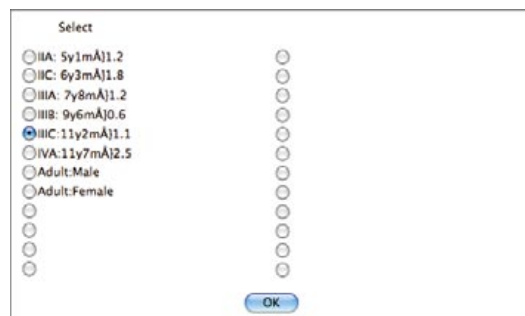 Select
IIA: 5y1mÅ}1.2
IIC: 6y3mÅ}1.8
IIIA: 7y8mÅ}1.2
IIIB: 9y6mÅ}0.6
IIIC:11y2mÅ}1.1
IVA:11y7mÅ}2.5
Adult:Male
Adult:Female
OK